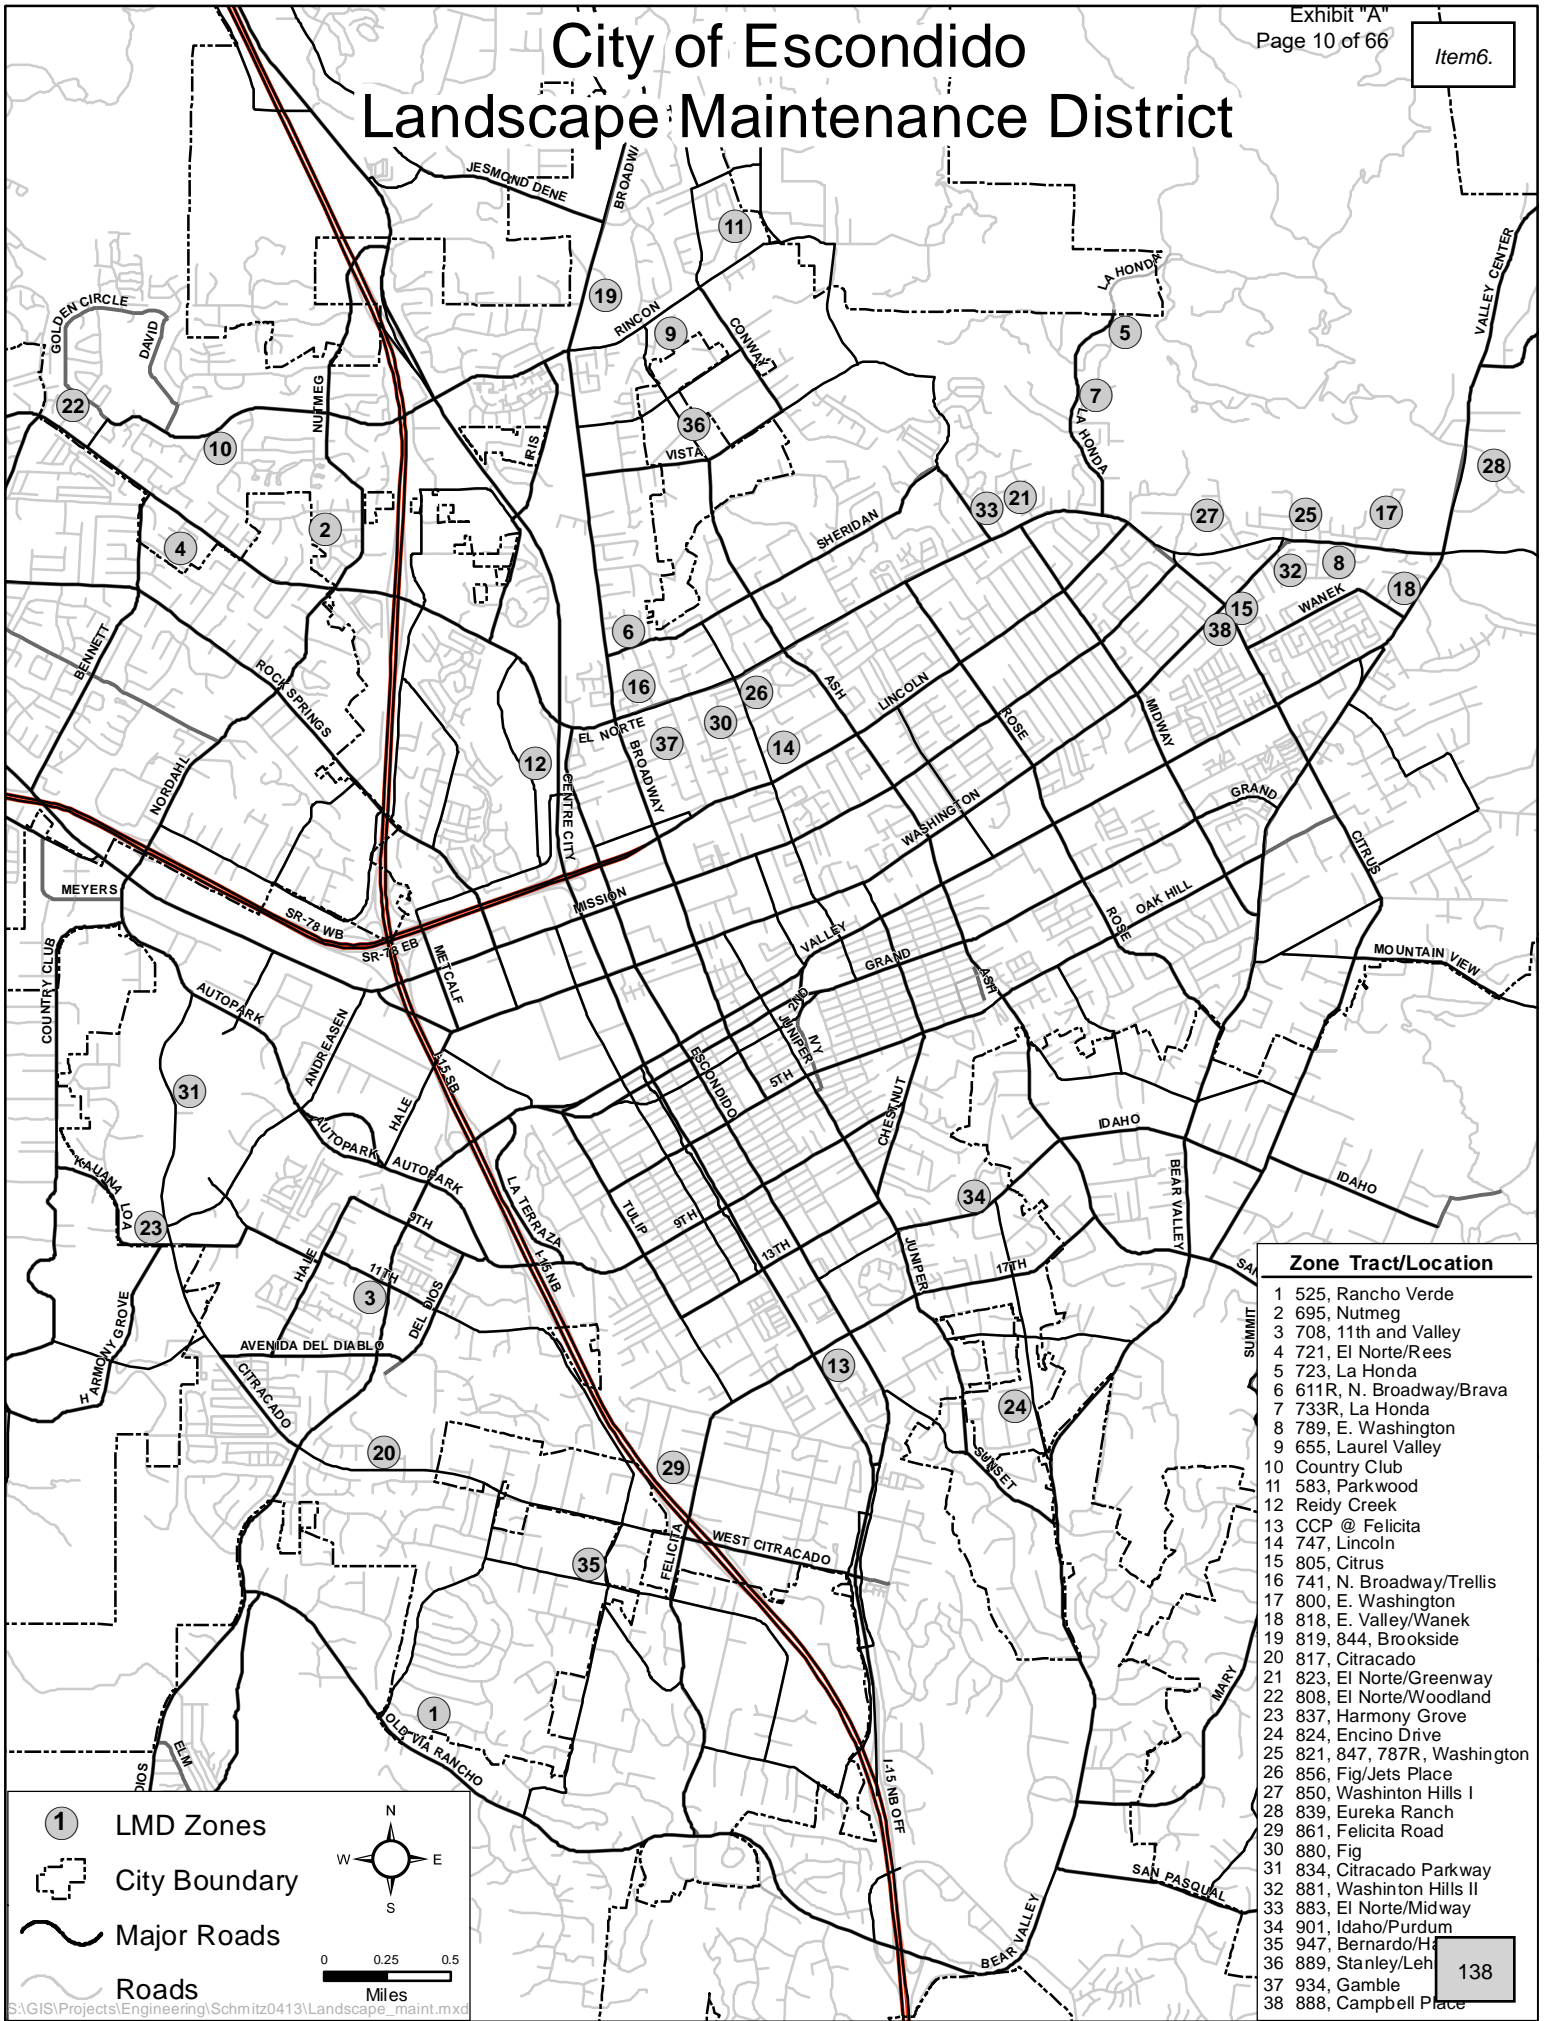 Exhibit "A"
Page 10 of 66
Item6.
City of Escondido
Landscape Maintenance District
JESMOND DENE
BROADWA
11
LA HONDA
VALLEY CENTER
19
RINCON
9
CONWAY
5
GOLDEN CIRCLE
DAVID
22
NUTMEG
10
36
VISTA
IRIS
7
LA HONDA
28
2
4
SHERIDAN
33
21
27
25
17
32
8
18
WANEK
15
38
6
BENNETT
ROCK SPRINGS
16
26
ASH
LINCOLN
ROSE
MIDWAY
EL NORTE
30
37
14
12
BROADWAY
CENTRE CITY
NORDAHL
WASHINGTON
GRAND
CITRUS
MEYERS
SR-78 WB
SR-78 EB
MISSION
METCALF
VALLEY
GRAND
OAK HILL
ROSE
MOUNTAIN VIEW
COUNTRY CLUB
AUTOPARK
ANDREASEN
2ND
JUNIPER
IVY
ASH
31
I-15 SB
ESCONDIDO
5TH
HALE
CHESTNUT
IDAHO
AUTOPARK
AUTOPARK
KAUANA LOA
23
LA TERRAZA
TULIP
9TH
9TH
34
BEAR VALLEY
IDAHO
HALE
11TH
3
DEL DIOS
I-15 NB
13TH
JUNIPER
17TH
SAN
SUMMIT
HARMONY GROVE
AVENIDA DEL DIABLO
CITRACADO
13
24
20
29
SUNSET
35
FELICITA
WEST CITRACADO
1
OLD VIA RANCHO
ELM
DIOS
I-15 NB OFF
MARY
SAN PASQUAL
BEAR VALLEY
Zone Tract/Location
1 525, Rancho Verde
2 695, Nutmeg
3 708, 11th and Valley
4 721, El Norte/Rees
5 723, La Honda
6 611R, N. Broadway/Brava
7 733R, La Honda
8 789, E. Washington
9 655, Laurel Valley
10 Country Club
11 583, Parkwood
12 Reidy Creek
13 CCP @ Felicita
14 747, Lincoln
15 805, Citrus
16 741, N. Broadway/Trellis
17 800, E. Washington
18 818, E. Valley/Wanek
19 819, 844, Brookside
20 817, Citracado
21 823, El Norte/Greenway
22 808, El Norte/Woodland
23 837, Harmony Grove
24 824, Encino Drive
25 821, 847, 787R, Washington
26 856, Fig/Jets Place
27 850, Washinton Hills I
28 839, Eureka Ranch
29 861, Felicita Road
30 880, Fig
31 834, Citracado Parkway
32 881, Washinton Hills II
33 883, El Norte/Midway
34 901, Idaho/Purdum
35 947, Bernardo/Ha
36 889, Stanley/Leh
37 934, Gamble
38 888, Campbell Place
138
1 LMD Zones
City Boundary
Major Roads
Roads
N
W E
S
0 0.25 0.5
Miles
S:\GIS\Projects\Engineering\Schmitz0413\Landscape_maint.mxd